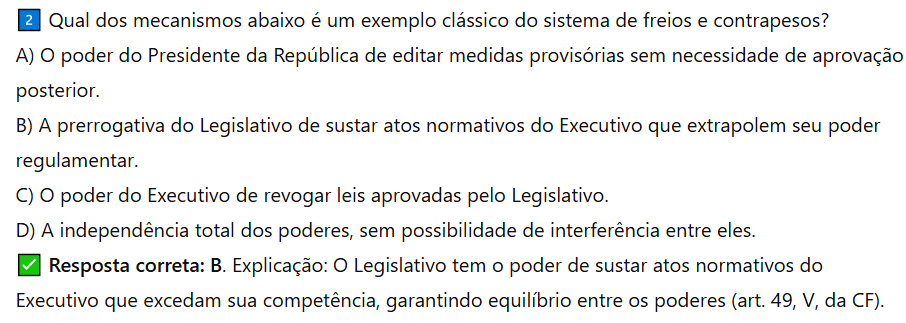 2 Qual dos mecanismos abaixo é um exemplo clássico do sistema de freios e contrapesos?
A) O poder do Presidente da República de editar medidas provisórias sem necessidade de aprovação
posterior.
B) A prerrogativa do Legislativo de sustar atos normativos do Executivo que extrapolem seu poder
regulamentar.
C) O poder do Executivo de revogar leis aprovadas pelo Legislativo.
D) A independência total dos poderes, sem possibilidade de interferência entre eles.
✅ Resposta correta: B. Explicação: O Legislativo tem o poder de sustar atos normativos do
Executivo que excedam sua competência, garantindo equilíbrio entre os poderes (art. 49, V, da CF).